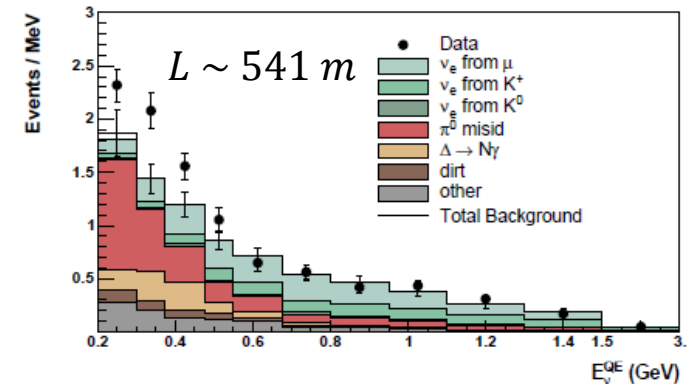 Events / MeV
3
2.5
2
1.5
1
0.5
L ~ 541 m
Data
νe from μ
νe from K+
νe from K0
π0 misid
Δ → Nγ
dirt
other
Total Background
0.2 0.4 0.6 0.8 1 1.2 1.4 1.5 3.
EνQE (GeV)